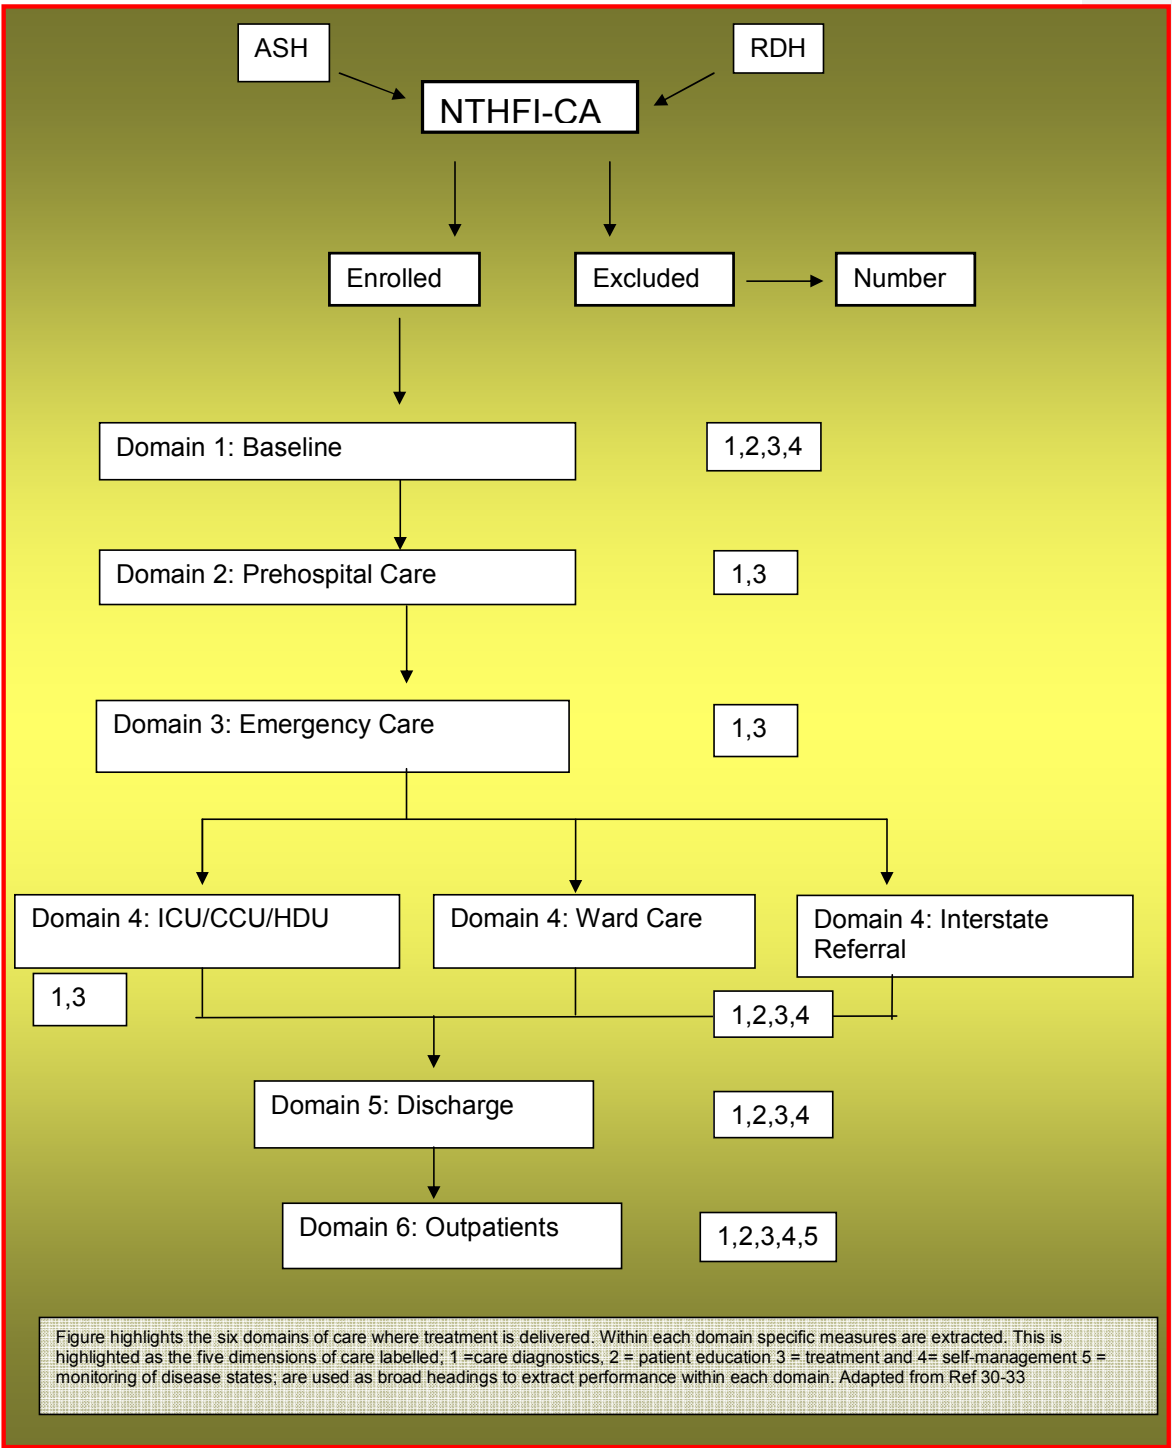 ASH
RDH
NTHFI-CA
Enrolled
Excluded
Number
Domain 1: Baseline
1,2,3,4
Domain 2: Prehospital Care
1,3
Domain 3: Emergency Care
1,3
Domain 4: ICU/CCU/HDU
Domain 4: Ward Care
Domain 4: Interstate
Referral
1,3
1,2,3,4
Domain 5: Discharge
1,2,3,4
Domain 6: Outpatients
1,2,3,4,5
Figure highlights the six domains of care where treatment is delivered. Within each domain specific measures are extracted. This is
highlighted as the five dimensions of care labelled; 1 =care diagnostics, 2 = patient education 3 = treatment and 4= self-management 5 =
monitoring of disease states; are used as broad headings to extract performance within each domain. Adapted from Ref 30-33